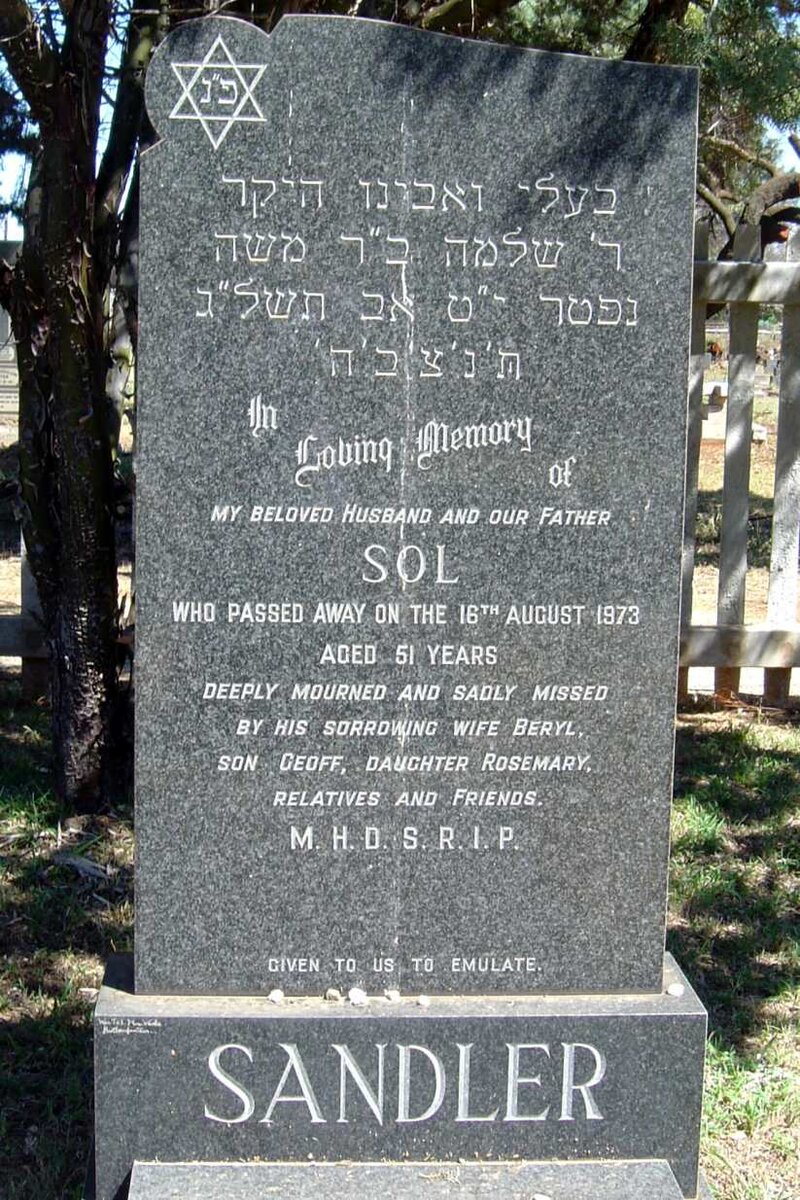 פ"נ
בעלי ואבינו היקר
ר' שלמה ב"ר משה
נפטר י"ט אב תשל"ג
ת'נ'צ'ב'ה'
In
Loving Memory
of
MY BELOVED HUSBAND AND OUR FATHER
SOL
WHO PASSED AWAY ON THE 16TH AUGUST 1973
AGED 51 YEARS
DEEPLY MOURNED AND SADLY MISSED
BY HIS SORROWING WIFE BERYL,
SON GEOFF, DAUGHTER ROSEMARY,
RELATIVES AND FRIENDS.
M. H. D. S. R. I. P.
GIVEN TO US TO EMULATE.
SANDLER